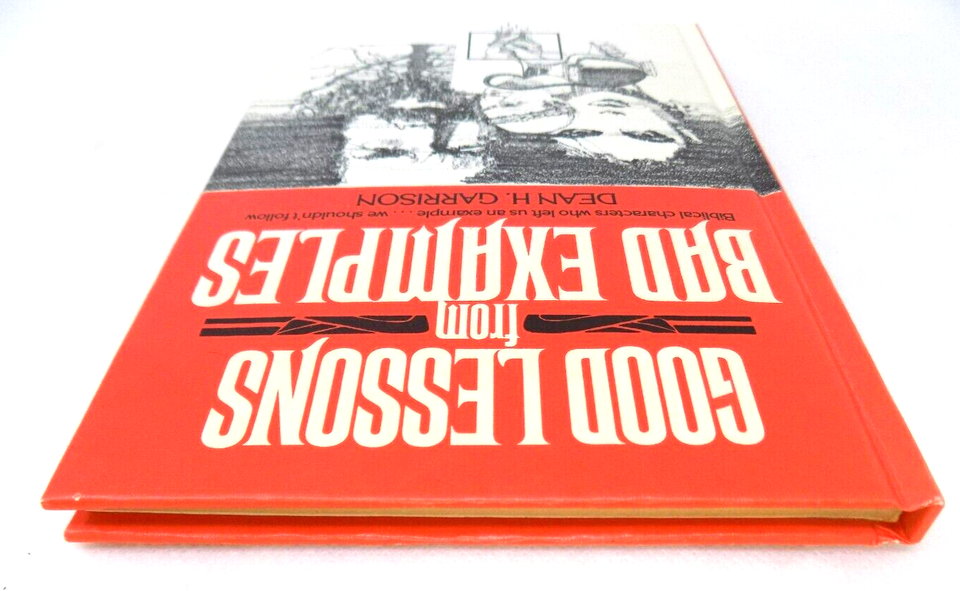 GOOD LESSONS
from
BAD EXAMPLES
Biblical characters who left us an example . . . we shouldn't follow
DEAN H. GARRISON